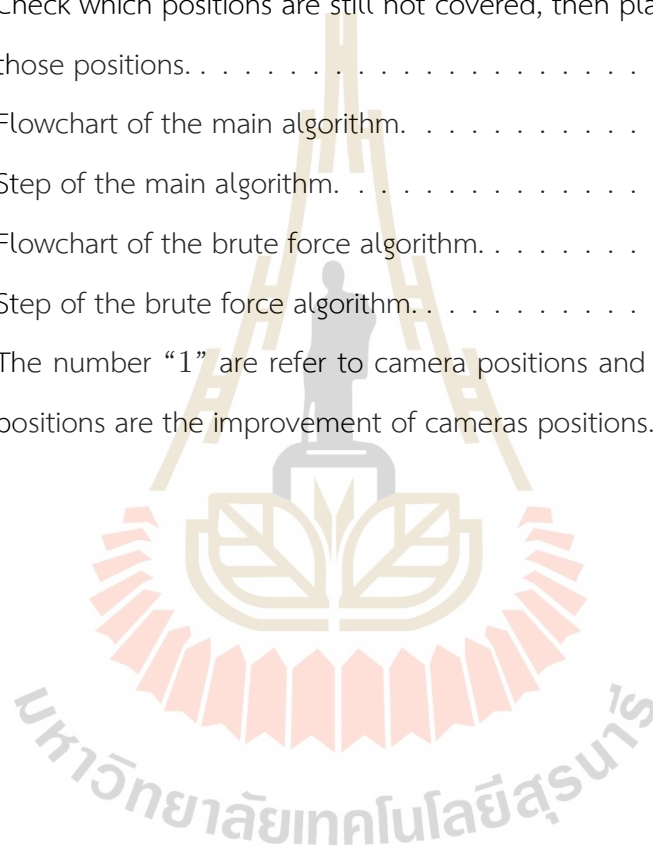 Check which positions are still not covered, then pla
those positions. . . . . . . . . . . . . . . . . . . . .
Flowchart of the main algorithm. . . . . . . . . . . .
Step of the main algorithm. . . . . . . . . . . . . . .
Flowchart of the brute force algorithm. . . . . . . .
Step of the brute force algorithm. . . . . . . . . . .
The number “1” are refer to camera positions and
positions are the improvement of cameras positions.
มหาวิทยาลัยเทคโนโลยีสุรนารี